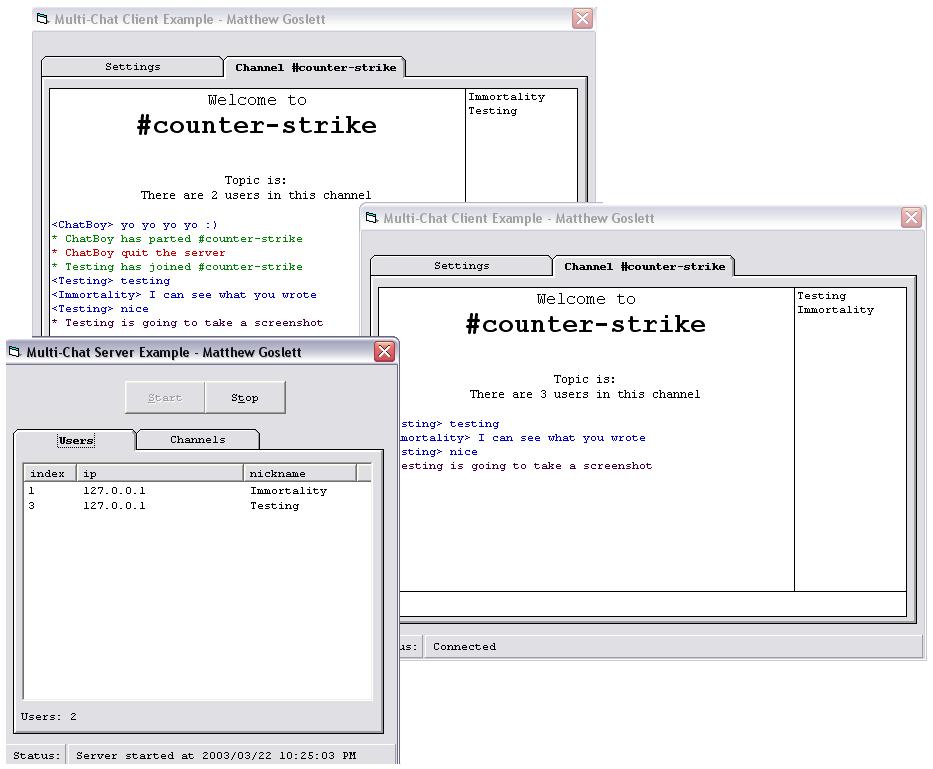 Multi-Chat Client Example - Matthew Goslett
Settings
Channel #counter-strike
Welcome to
#counter-strike
Topic is:
There are 2 users in this channel
<ChatBoy> yo yo yo yo :)
* ChatBoy has parted #counter-strike
* ChatBoy quit the server
* Testing has joined #counter-strike
<Testing> testing
<Immortality> I can see what you wrote
<Testing> nice
* Testing is going to take a screenshot
Immortality
Testing
Multi-Chat Client Example - Matthew Goslett
Settings
Channel #counter-strike
Welcome to
#counter-strike
Topic is:
There are 3 users in this channel
sting> testing
mortality> I can see what you wrote
sting> nice
esting is going to take a screenshot
Testing
Immortality
us:
Connected
Multi-Chat Server Example - Matthew Goslett
Start
Stop
Users
Channels
index ip nickname
1 127.0.0.1 Immortality
3 127.0.0.1 Testing
Users: 2
Status: Server started at 2003/03/22 10:25:03 PM